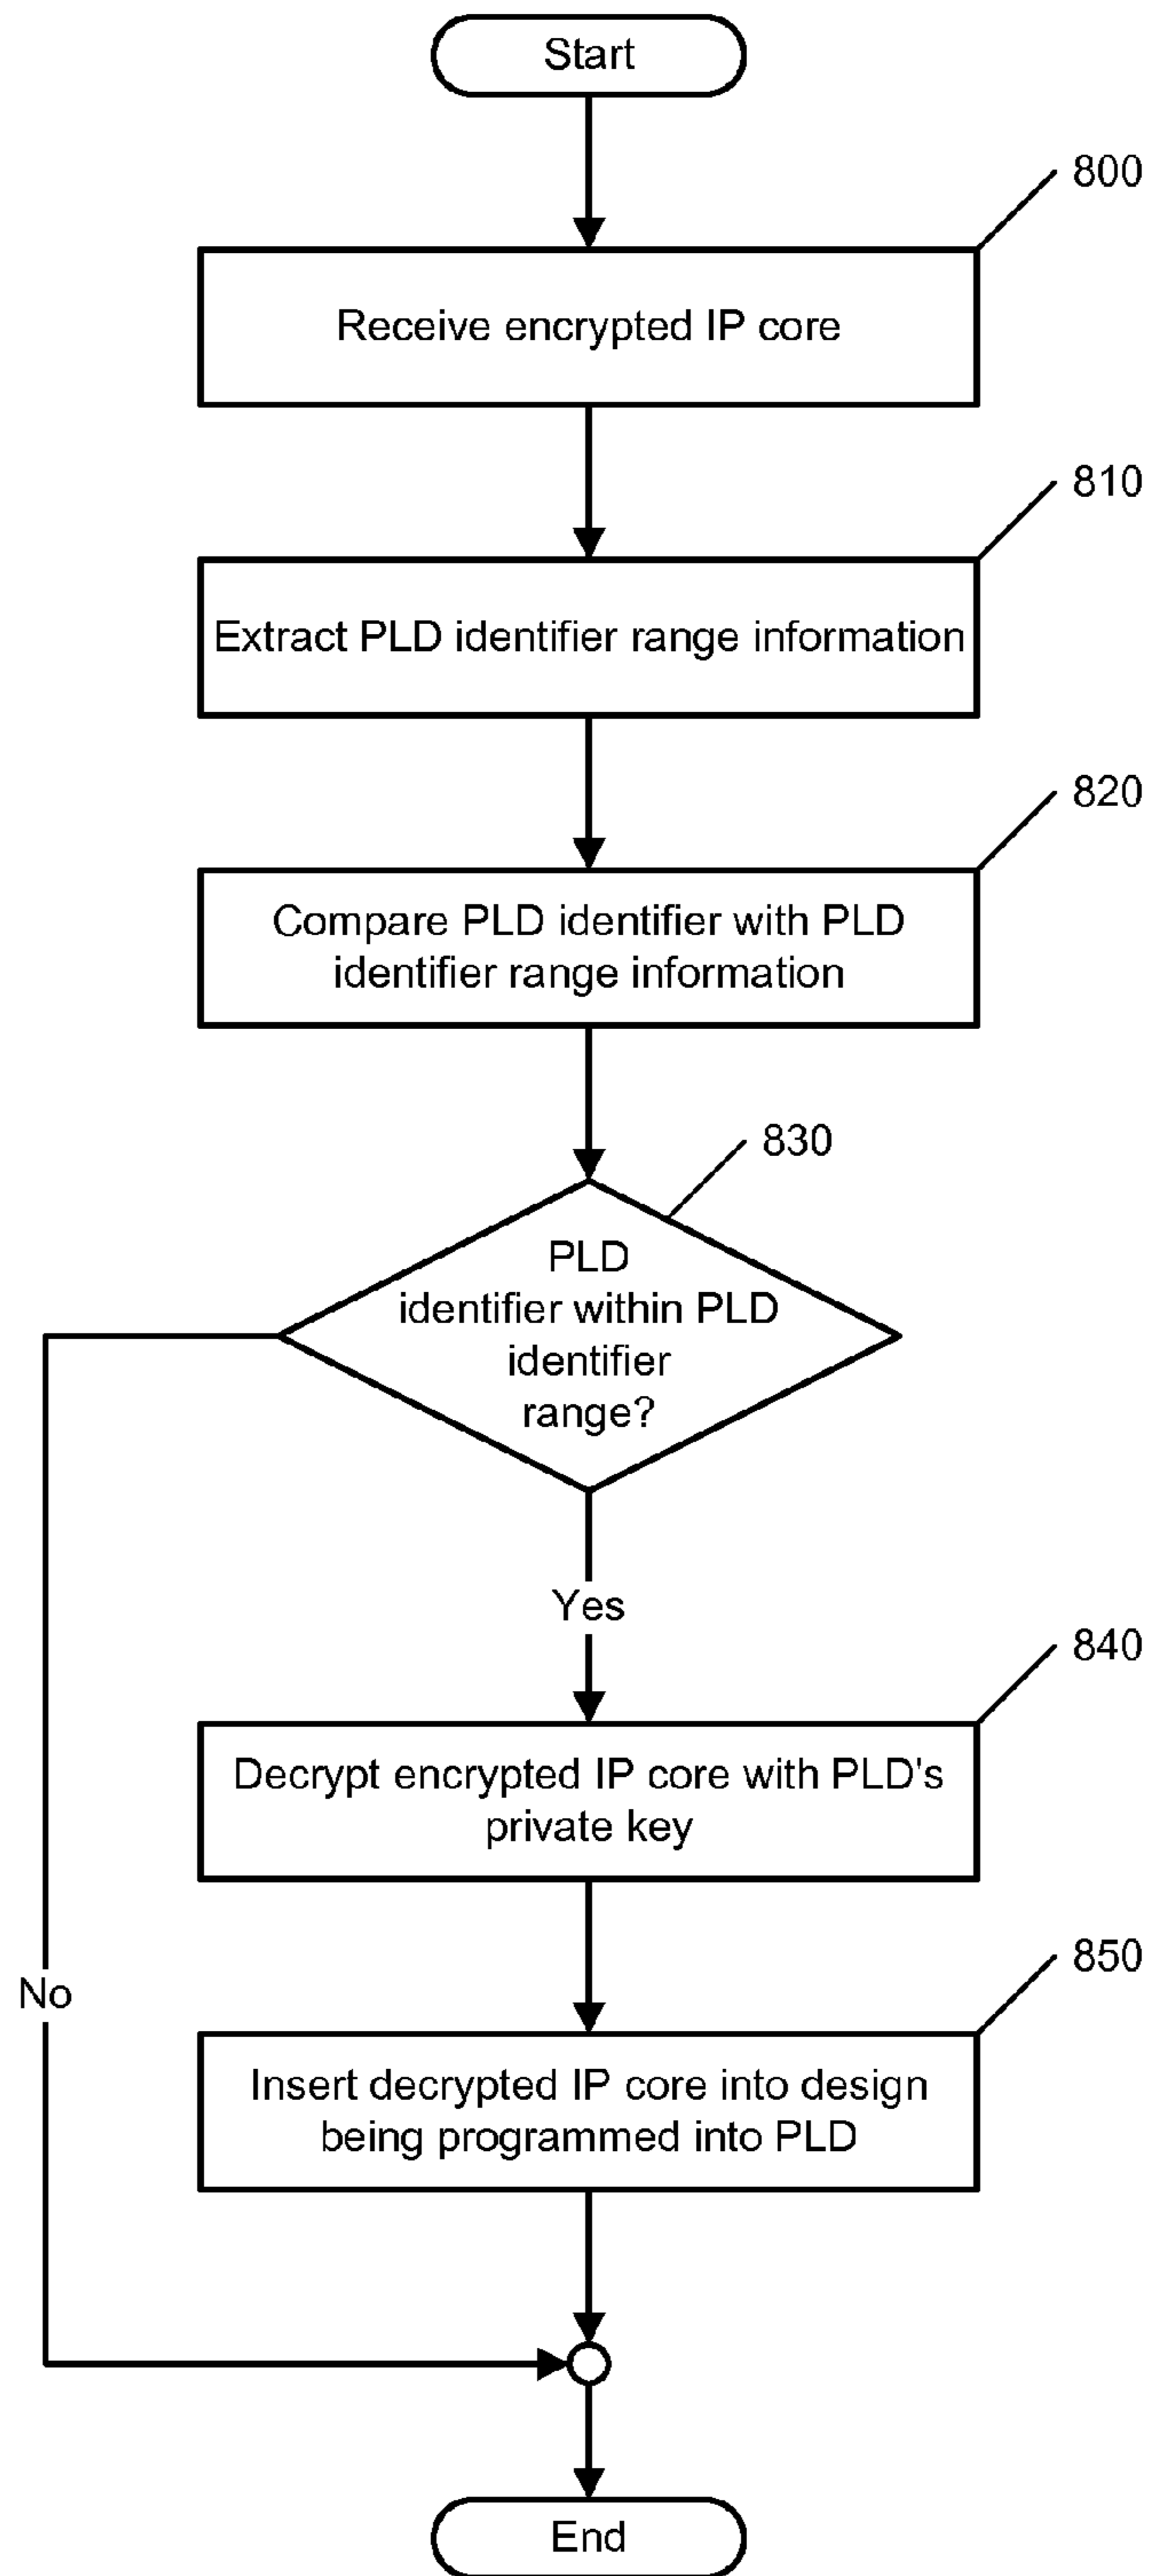 Start
800
Receive encrypted IP core
810
Extract PLD identifier range information
820
Compare PLD identifier with PLD
identifier range information
830
PLD
identifier within PLD
identifier
range?
Yes
840
Decrypt encrypted IP core with PLD's
private key
850
No
Insert decrypted IP core into design
being programmed into PLD
End